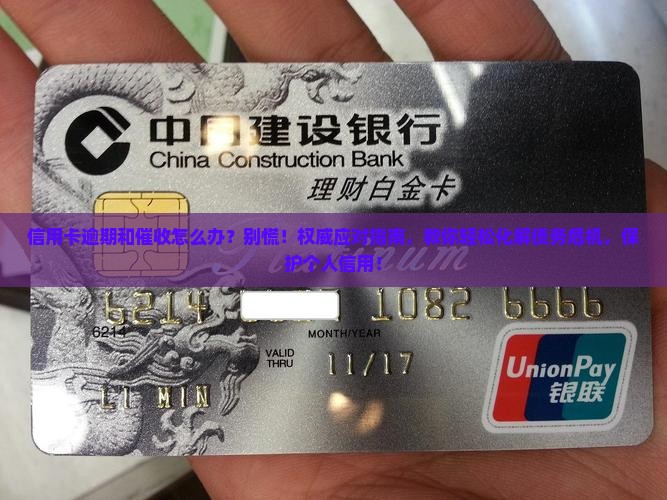 中国建设银行
China Construction Bank
理财白金卡
信用卡逾期和催收怎么办?别慌!权威应对指南,教你轻松化解债务危机,保
护个人信用!
Platinum
6214 1082 6666
6214
MONTH/YEAR
VALID
THRU
11/17
LI MIN
UnionPay
银联